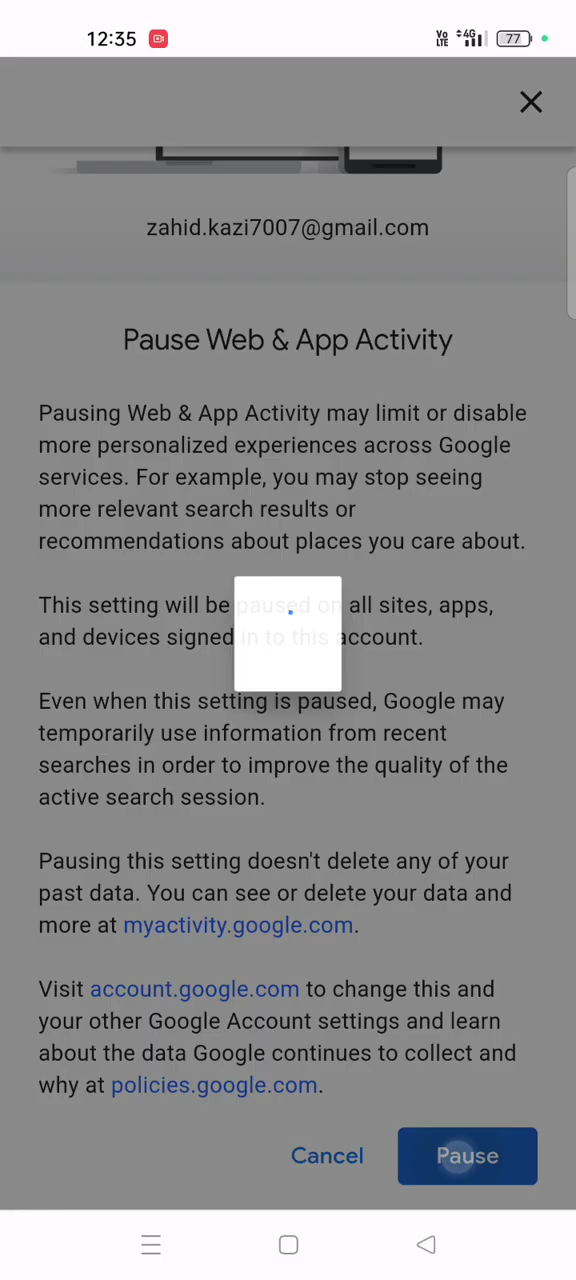 12:35
Vo LTE 4G 77
zahid.kazi7007@gmail.com
Pause Web & App Activity
Pausing Web & App Activity may limit or disable
more personalized experiences across Google
services. For example, you may stop seeing
more relevant search results or
recommendations about places you care about.
This setting will be paused on all sites, apps,
and devices signed in to this account.
Even when this setting is paused, Google may
temporarily use information from recent
searches in order to improve the quality of the
active search session.
Pausing this setting doesn't delete any of your
past data. You can see or delete your data and
more at myactivity.google.com.
Visit account.google.com to change this and
your other Google Account settings and learn
about the data Google continues to collect and
why at policies.google.com.
Cancel Pause